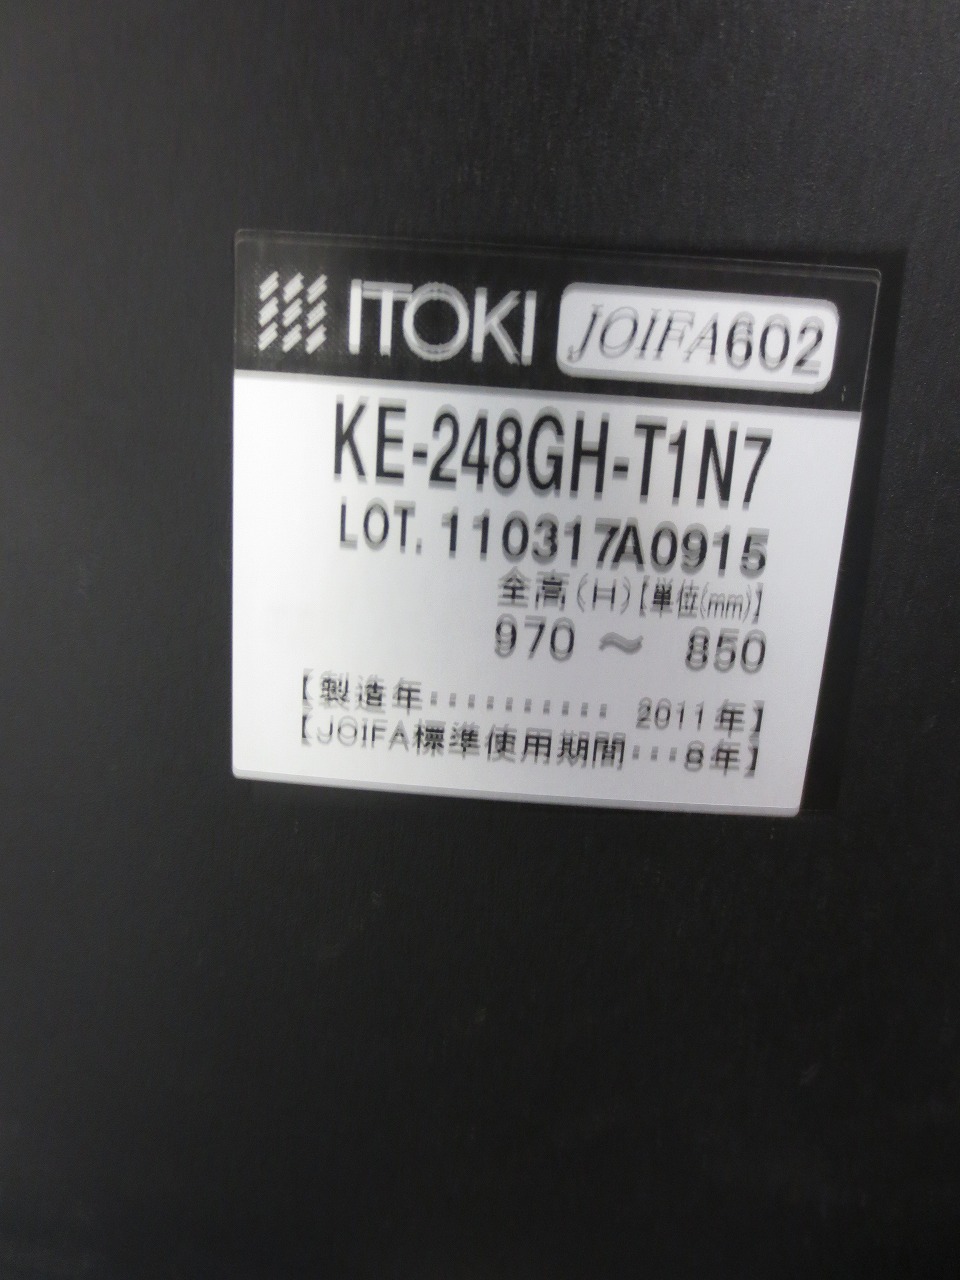 ITOKI JOIFA602
KE-248GH-T1N7
LOT. 110317A0915
全高(H)【単位(mm)】
970 ～ 850
【製造年.......... 2011年】
【JOIFA標準使用期間...8年】